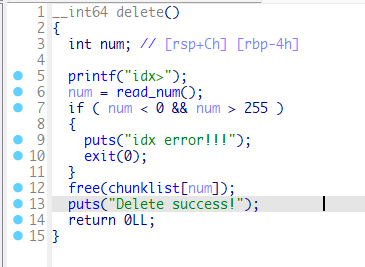 1 __int64 delete()
2 {
3   int num; // [rsp+Ch] [rbp-4h]
4
5   printf("idx>");
6   num = read_num();
7   if ( num < 0 && num > 255 )
8   {
9     puts("idx error!!!");
10     exit(0);
11   }
12   free(chunklist[num]);
13   puts("Delete success!");
14   return 0LL;
15 }